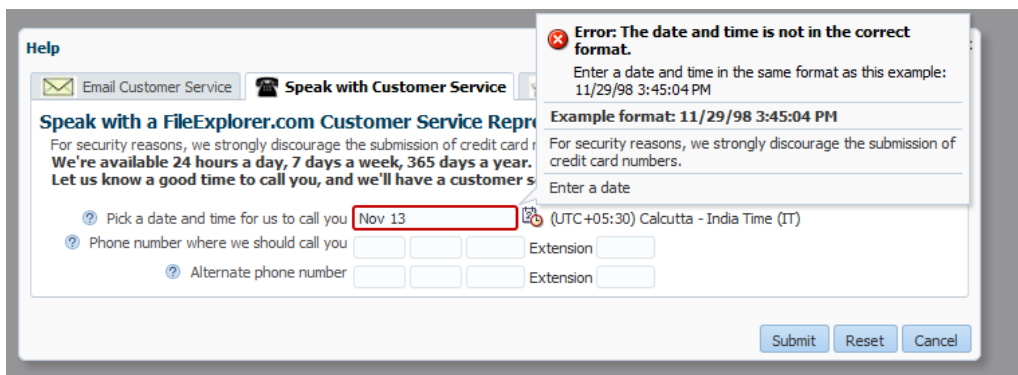 Help
Error: The date and time is not in the correct
format.
Enter a date and time in the same format as this example:
11/29/98 3:45:04 PM
Example format: 11/29/98 3:45:04 PM
For security reasons, we strongly discourage the submission of
credit card numbers.
Enter a date
Email Customer Service
Speak with Customer Service
Speak with a FileExplorer.com Customer Service Repr
For security reasons, we strongly discourage the submission of credit card
We're available 24 hours a day, 7 days a week, 365 days a year.
Let us know a good time to call you, and we'll have a customer
Pick a date and time for us to call you Nov 13 (UTC+05:30) Calcutta - India Time (IT)
Phone number where we should call you Extension
Alternate phone number Extension
Submit Reset Cancel